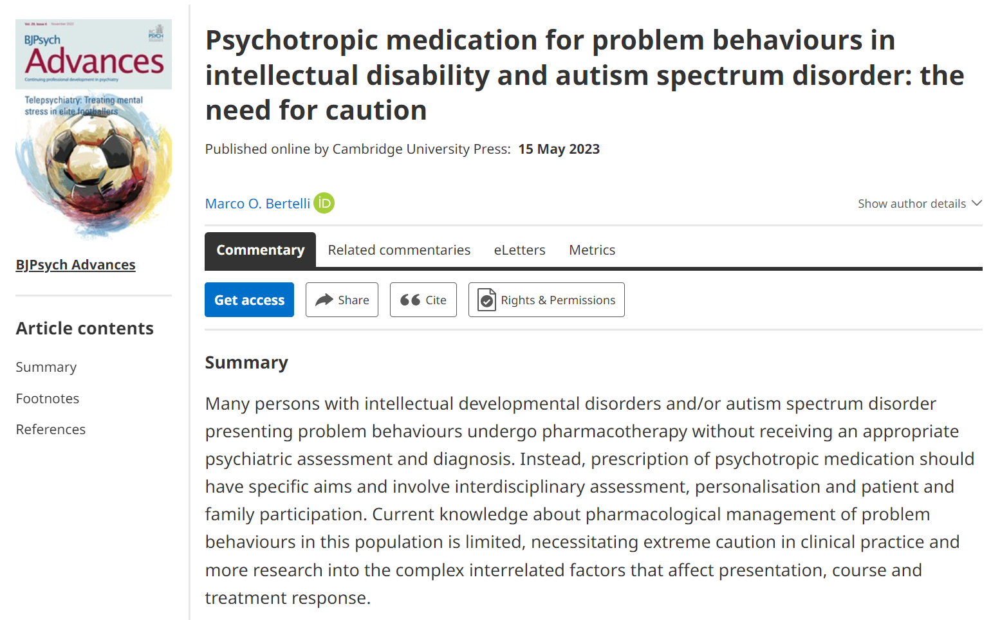 Vol. 29, Issue 6 November 2023
BJPsych
Advances
Continuing professional development in psychiatry
Telepsychiatry: Treating mental
stress in elite footballers
BJPsych Advances
Article contents
Summary
Footnotes
References
Psychotropic medication for problem behaviours in
intellectual disability and autism spectrum disorder: the
need for caution
Published online by Cambridge University Press: 15 May 2023
Marco O. Bertelli iD
Show author details
Commentary Related commentaries eLetters Metrics
Get access Share Cite Rights & Permissions
Summary
Many persons with intellectual developmental disorders and/or autism spectrum disorder
presenting problem behaviours undergo pharmacotherapy without receiving an appropriate
psychiatric assessment and diagnosis. Instead, prescription of psychotropic medication should
have specific aims and involve interdisciplinary assessment, personalisation and patient and
family participation. Current knowledge about pharmacological management of problem
behaviours in this population is limited, necessitating extreme caution in clinical practice and
more research into the complex interrelated factors that affect presentation, course and
treatment response.